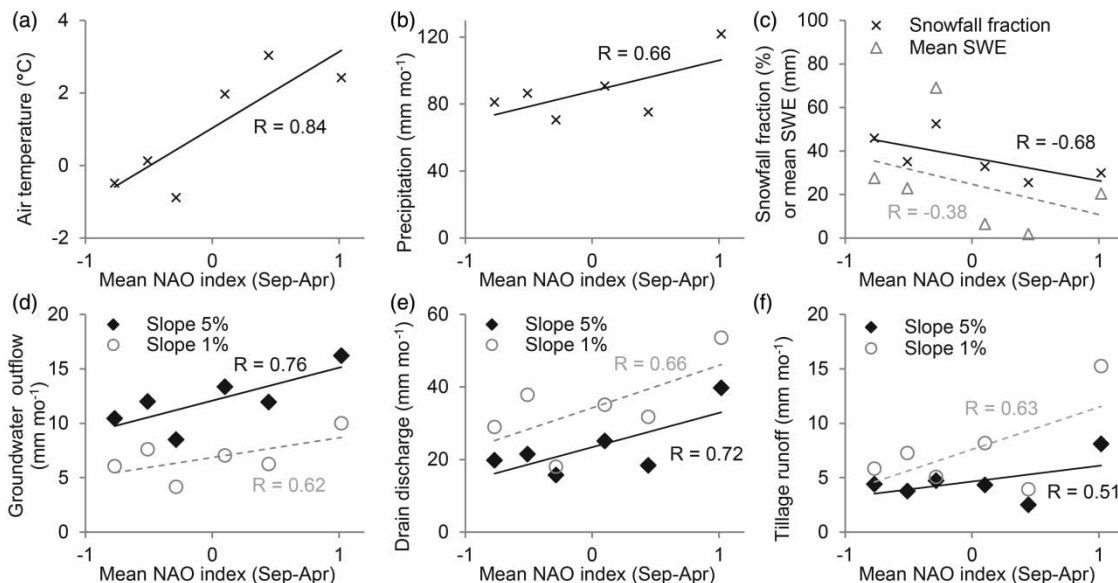 (a)
Air temperature (°C)
4
2
0
-2
R = 0.84
-1
0
1
Mean NAO index (Sep-Apr)
(b)
Precipitation (mm mo⁻¹)
120
80
40
0
R = 0.66
-1
0
1
Mean NAO index (Sep-Apr)
(c)
Snowfall fraction (%)
or mean SWE (mm)
100
80
60
40
20
0
Snowfall fraction
Mean SWE
R = -0.68
R = -0.38
-1
0
1
Mean NAO index (Sep-Apr)
(d)
Groundwater outflow
(mm mo⁻¹)
20
15
10
5
0
Slope 5%
Slope 1%
R = 0.76
R = 0.62
-1
0
1
Mean NAO index (Sep-Apr)
(e)
Drain discharge (mm mo⁻¹)
60
40
20
0
Slope 5%
Slope 1%
R = 0.66
R = 0.72
-1
0
1
Mean NAO index (Sep-Apr)
(f)
Tillage runoff (mm mo⁻¹)
20
15
10
5
0
Slope 5%
Slope 1%
R = 0.63
R = 0.51
-1
0
1
Mean NAO index (Sep-Apr)